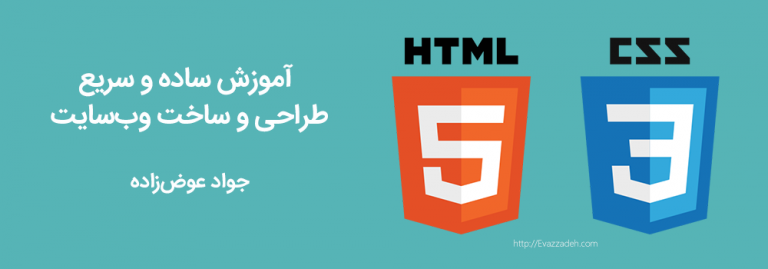 آموزش ساده و سریع
طراحی و ساخت وب‌سایت
جواد عوض‌زاده
HTML
5
CSS
3
http://Evazzadeh.com